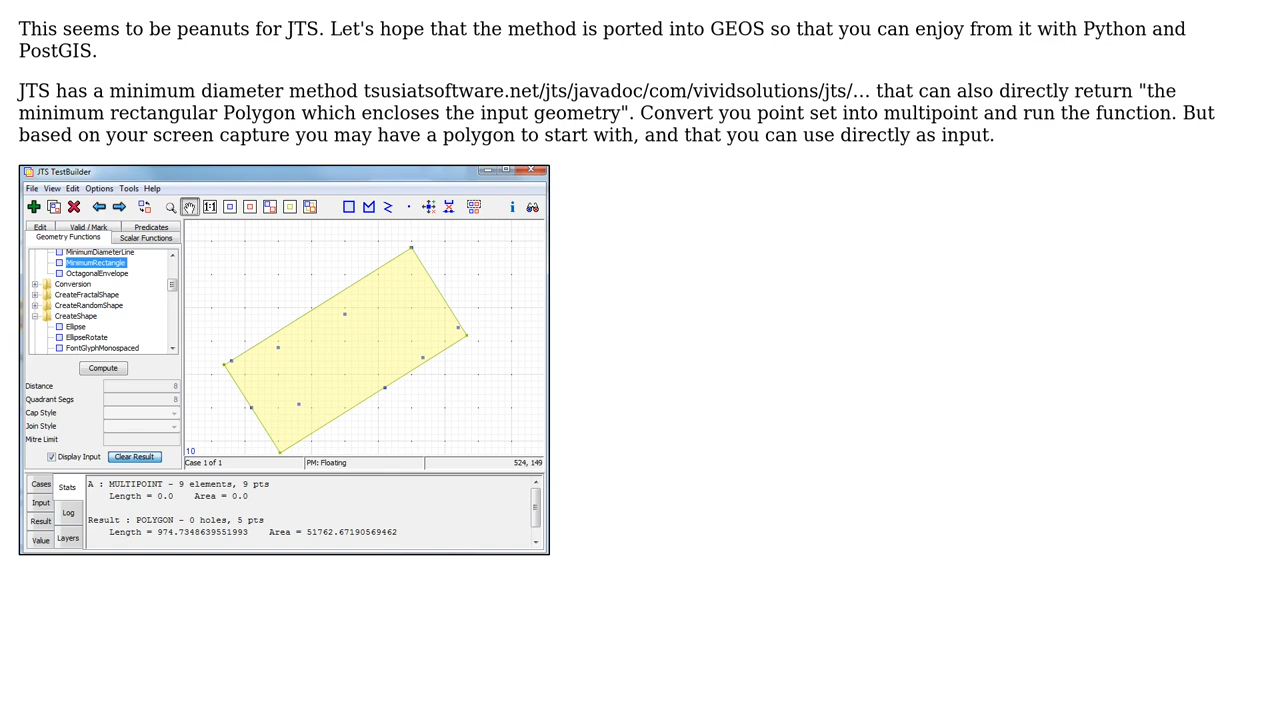 This seems to be peanuts for JTS. Let's hope that the method is ported into GEOS so that you can enjoy from it with Python and
PostGIS.
JTS has a minimum diameter method tsusiatsoftware.net/jts/javadoc/com/vividsolutions/jts/… that can also directly return "the
minimum rectangular Polygon which encloses the input geometry". Convert you point set into multipoint and run the function. But
based on your screen capture you may have a polygon to start with, and that you can use directly as input.
JTS TestBuilder
File View Edit Options Tools Help
1:1
Edit Valid / Mark Predicates
Geometry Functions Scalar Functions
MinimumDiameterLine
MinimumRectangle
OctagonalEnvelope
Conversion
CreateFractalShape
CreateRandomShape
CreateShape
Ellipse
EllipseRotate
FontGlyphMonospaced
Compute
Distance 8
Quadrant Segs 8
Cap Style
Join Style
Mitre Limit
Display Input Clear Result
10
Case 1 of 1 PM: Floating 524, 149
Cases Stats
Input Log
Result Layers
Value
A : MULTIPOINT - 9 elements, 9 pts
Length = 0.0 Area = 0.0
Result : POLYGON - 0 holes, 5 pts
Length = 974.7348639551993 Area = 51762.67190569462